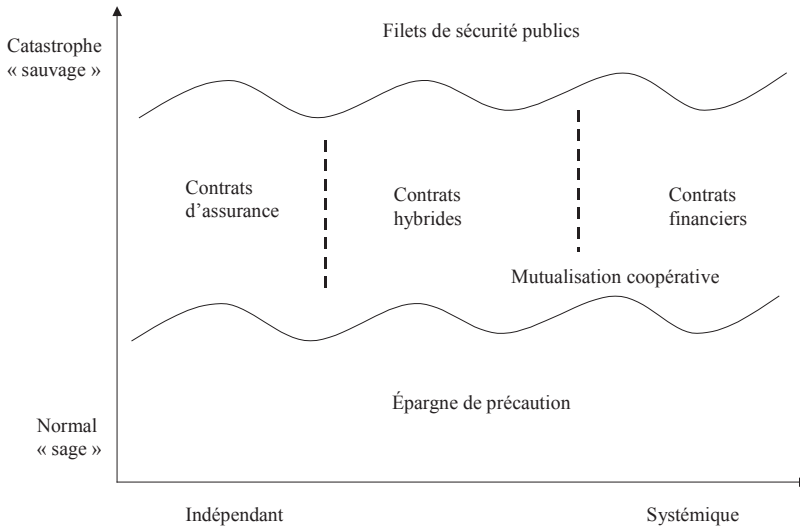 Filets de sécurité publics
Catastrophe
« sauvage »
Contrats
d’assurance
Contrats
hybrides
Contrats
financiers
Mutualisation coopérative
Épargne de précaution
Normal
« sage »
Indépendant
Systémique